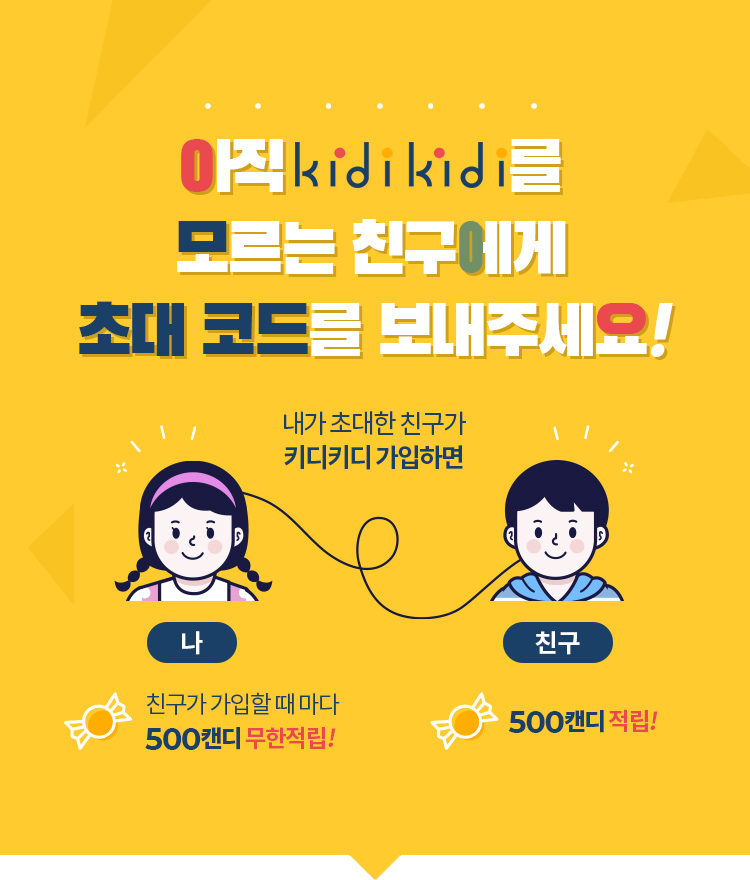 아직 kidikidi를
모르는 친구에게
초대 코드를 보내주세요!
내가 초대한 친구가
키디키디 가입하면
나
친구
친구가 가입할 때 마다
500캔디 무한적립!
500캔디 적립!